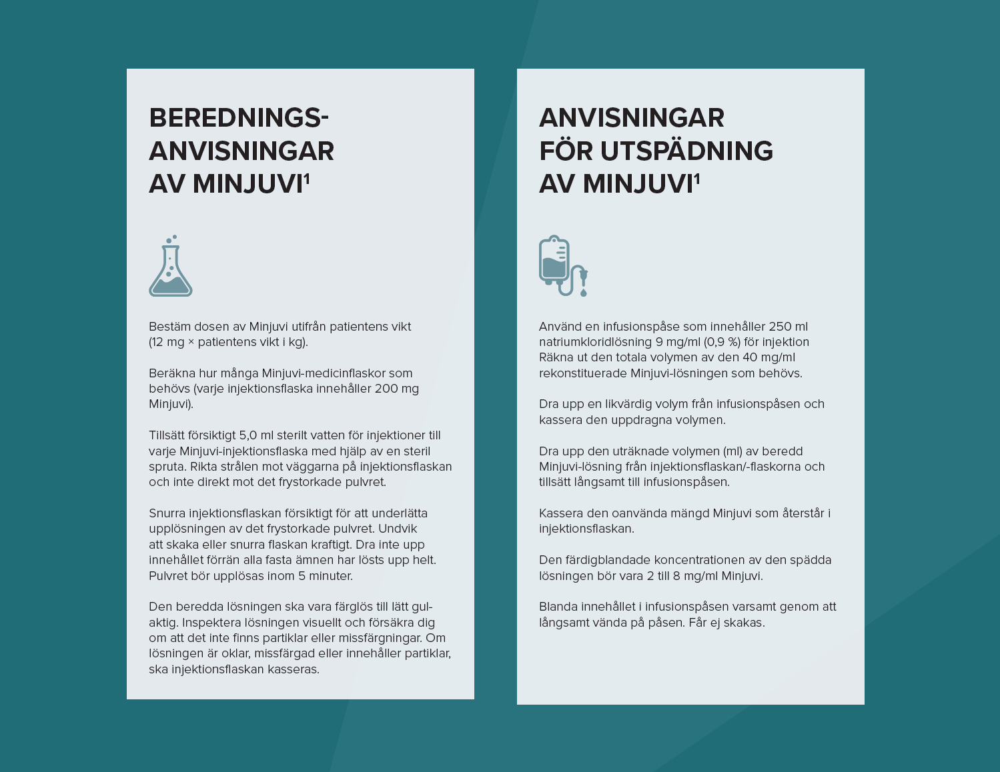 BEREDNINGS-
ANVISNINGAR
AV MINJUVI¹
Bestäm dosen av Minjuvi utifrån patientens vikt
(12 mg × patientens vikt i kg).
Beräkna hur många Minjuvi-medicinflaskor som
behövs (varje injektionsflaska innehåller 200 mg
Minjuvi).
Tillsätt försiktigt 5,0 ml sterilt vatten för injektioner till
varje Minjuvi-injektionsflaska med hjälp av en steril
spruta. Rikta strålen mot väggarna på injektionsflaskan
och inte direkt mot det frystorkade pulvret.
Snurra injektionsflaskan försiktigt för att underlätta
upplösningen av det frystorkade pulvret. Undvik
att skaka eller snurra flaskan kraftigt. Dra inte upp
innehållet förrän alla fasta ämnen har lösts upp helt.
Pulvret bör upplösas inom 5 minuter.
Den beredda lösningen ska vara färglös till lätt gul-
aktig. Inspektera lösningen visuellt och försäkra dig
om att det inte finns partiklar eller missfärgningar. Om
lösningen är oklar, missfärgad eller innehåller partiklar,
ska injektionsflaskan kasseras.
ANVISNINGAR
FÖR UTSPÄDNING
AV MINJUVI¹
Använd en infusionspåse som innehåller 250 ml
natriumkloridlösning 9 mg/ml (0,9 %) för injektion
Räkna ut den totala volymen av den 40 mg/ml
rekonstituerade Minjuvi-lösningen som behövs.
Dra upp en likvärdig volym från infusionspåsen och
kassera den uppdragna volymen.
Dra upp den uträknade volymen (ml) av beredd
Minjuvi-lösning från injektionsflaskan/-flaskorna och
tillsätt långsamt till infusionspåsen.
Kassera den oanvända mängd Minjuvi som återstår i
injektionsflaskan.
Den färdigblandade koncentrationen av den spädda
lösningen bör vara 2 till 8 mg/ml Minjuvi.
Blanda innehållet i infusionspåsen varsamt genom att
långsamt vända på påsen. Får ej skakas.